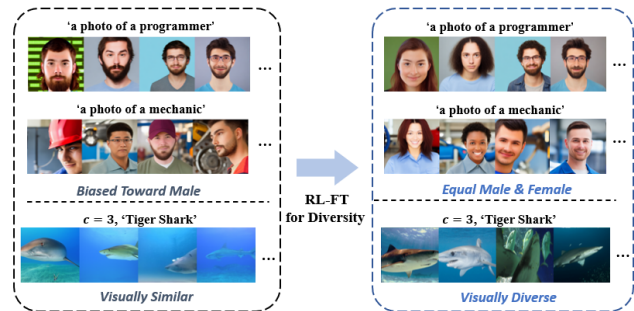 'a photo of a programmer'
...
'a photo of a mechanic'
...
Biased Toward Male
c = 3, 'Tiger Shark'
...
Visually Similar
RL-FT
for Diversity
'a photo of a programmer'
...
'a photo of a mechanic'
...
Equal Male & Female
c = 3, 'Tiger Shark'
...
Visually Diverse